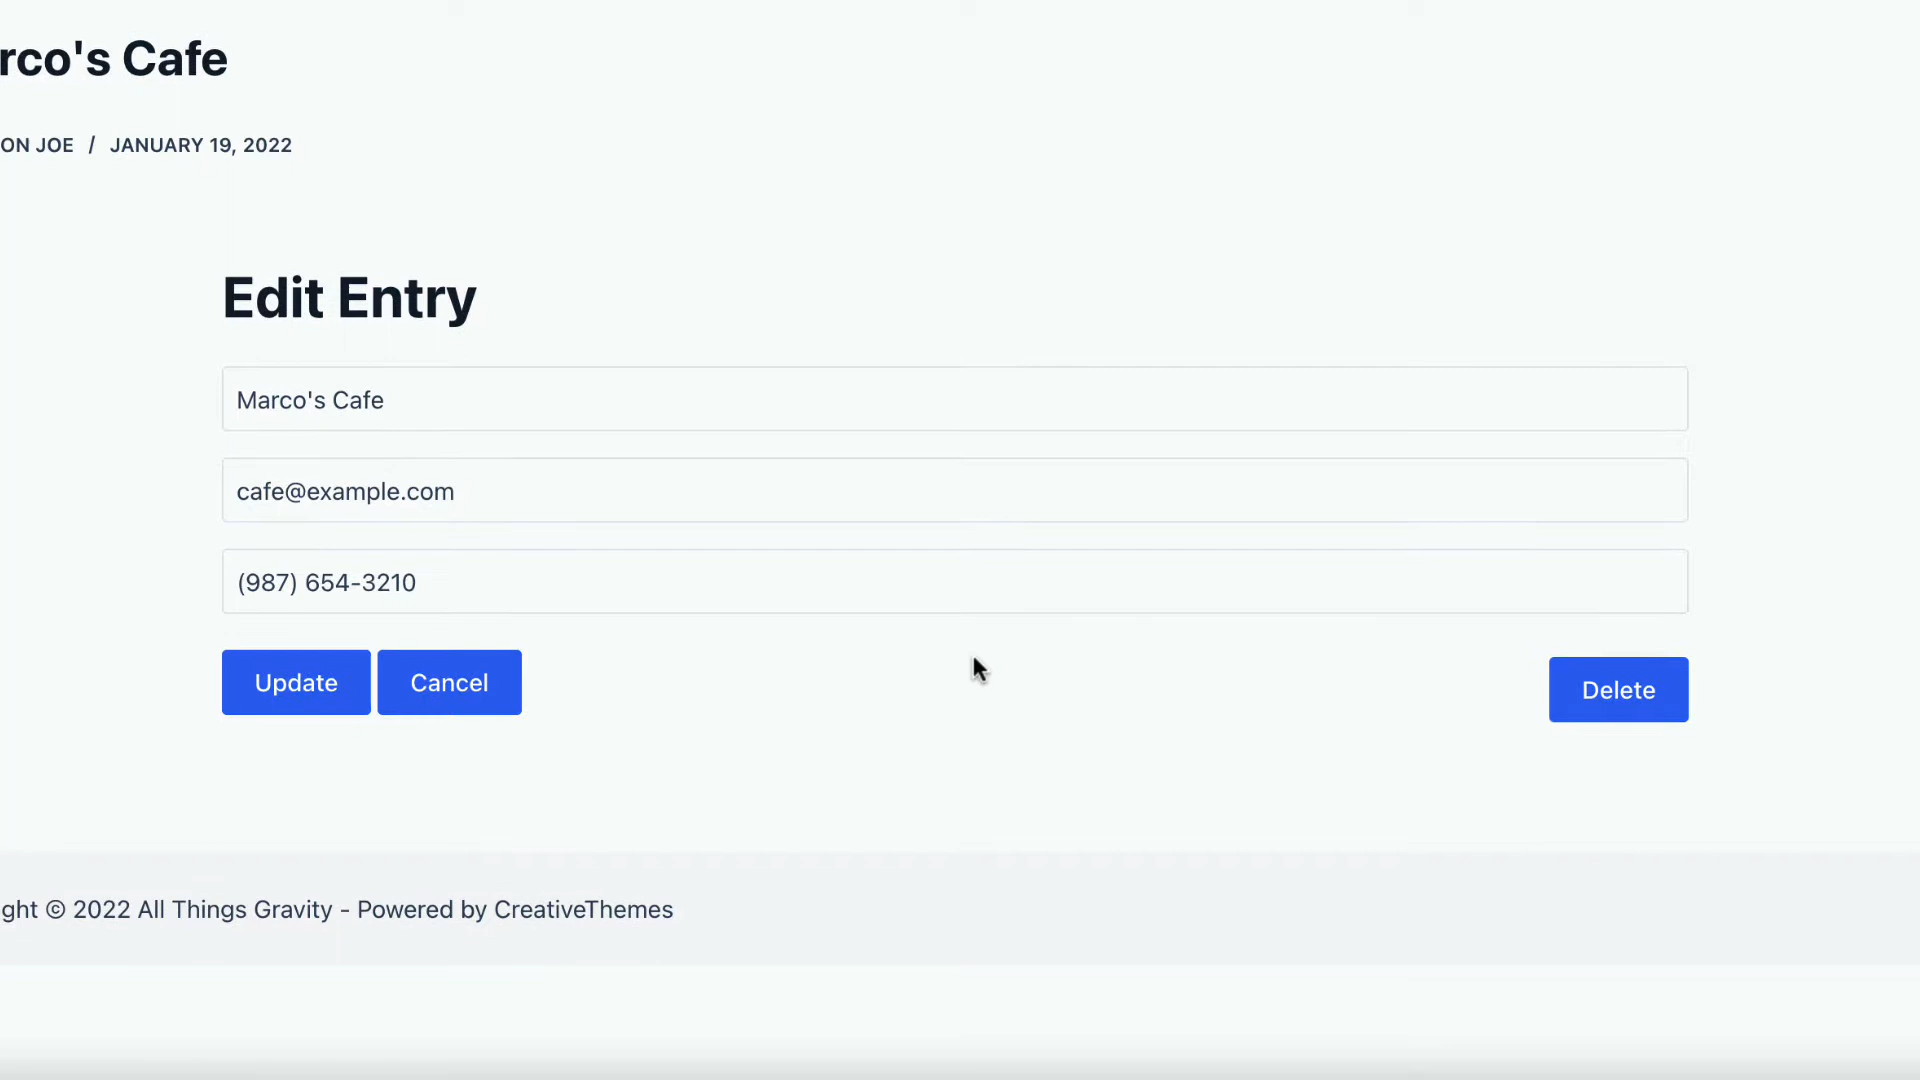 rco's Cafe
ON JOE / JANUARY 19, 2022
Edit Entry
Marco's Cafe
cafe@example.com
(987) 654-3210
Update Cancel Delete
ght © 2022 All Things Gravity - Powered by CreativeThemes